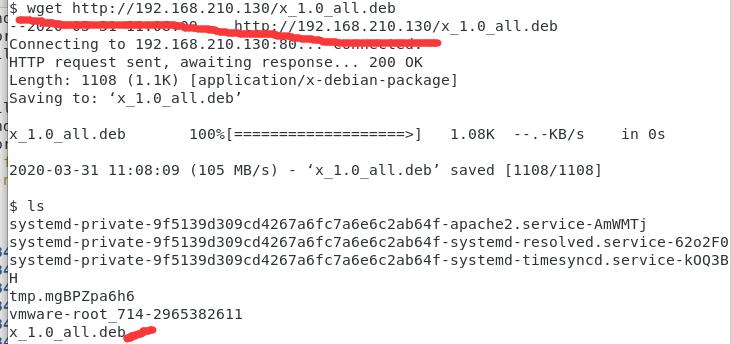 $ wget http://192.168.210.130/x_1.0_all.deb
--2020-03-31 11:08:09-- http://192.168.210.130/x_1.0_all.deb
Connecting to 192.168.210.130:80... connected.
HTTP request sent, awaiting response... 200 OK
Length: 1108 (1.1K) [application/x-debian-package]
Saving to: ‘x_1.0_all.deb’
x_1.0_all.deb 100%[===================>] 1.08K --.-KB/s in 0s
2020-03-31 11:08:09 (105 MB/s) - ‘x_1.0_all.deb’ saved [1108/1108]
$ ls
systemd-private-9f5139d309cd4267a6fc7a6e6c2ab64f-apache2.service-AmWMTj
systemd-private-9f5139d309cd4267a6fc7a6e6c2ab64f-systemd-resolved.service-62o2F0
systemd-private-9f5139d309cd4267a6fc7a6e6c2ab64f-systemd-timesyncd.service-kOQ3B
H
tmp.mgBPZpa6h6
vmware-root_714-2965382611
x_1.0_all.deb